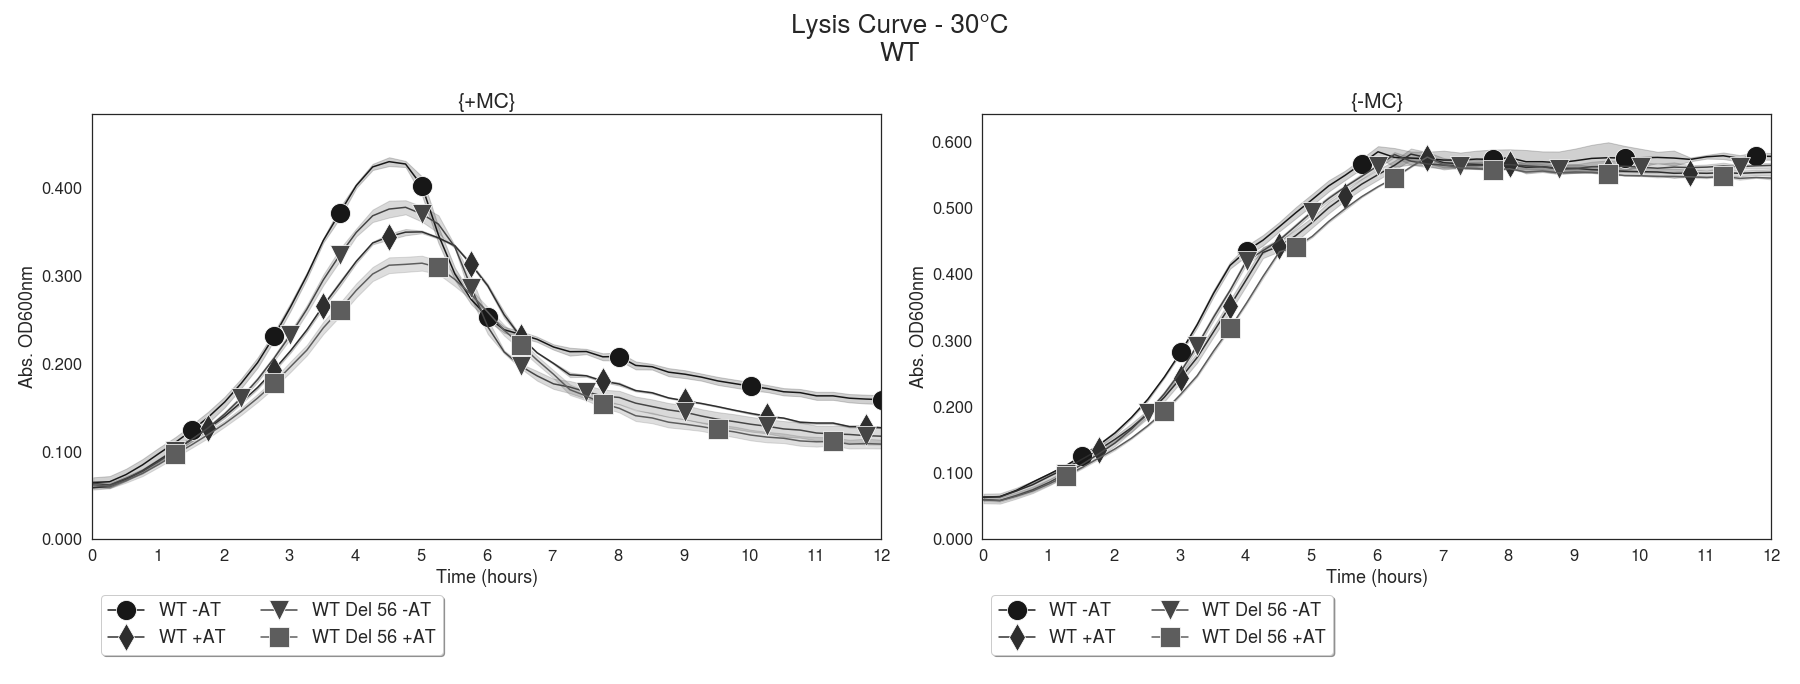 Lysis Curve - 30°C
WT
{+MC}
Abs. OD600nm
0.400
0.300
0.200
0.100
0.000
0 1 2 3 4 5 6 7 8 9 10 11 12
Time (hours)
WT -AT
WT +AT
WT Del 56 -AT
WT Del 56 +AT
{-MC}
Abs. OD600nm
0.600
0.500
0.400
0.300
0.200
0.100
0.000
0 1 2 3 4 5 6 7 8 9 10 11 12
Time (hours)
WT -AT
WT +AT
WT Del 56 -AT
WT Del 56 +AT